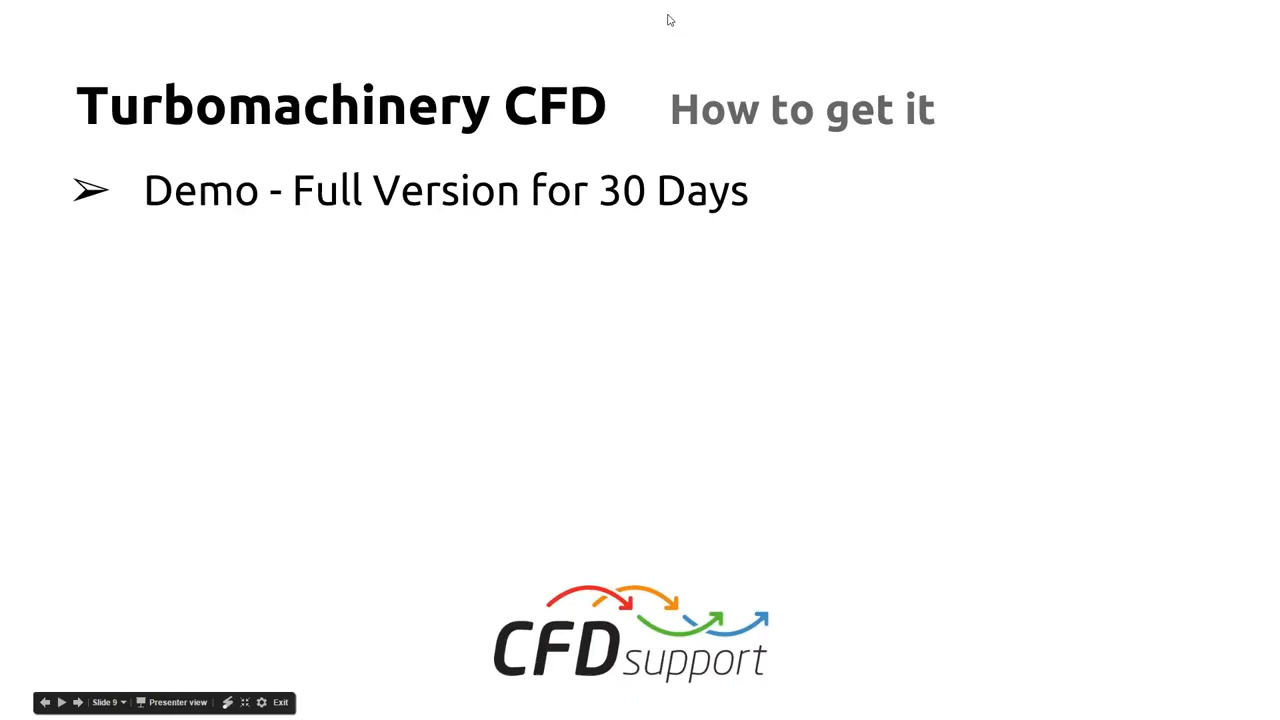 Turbomachinery CFD How to get it
➢ Demo - Full Version for 30 Days
CFD support
Slide 9 Presenter view Exit